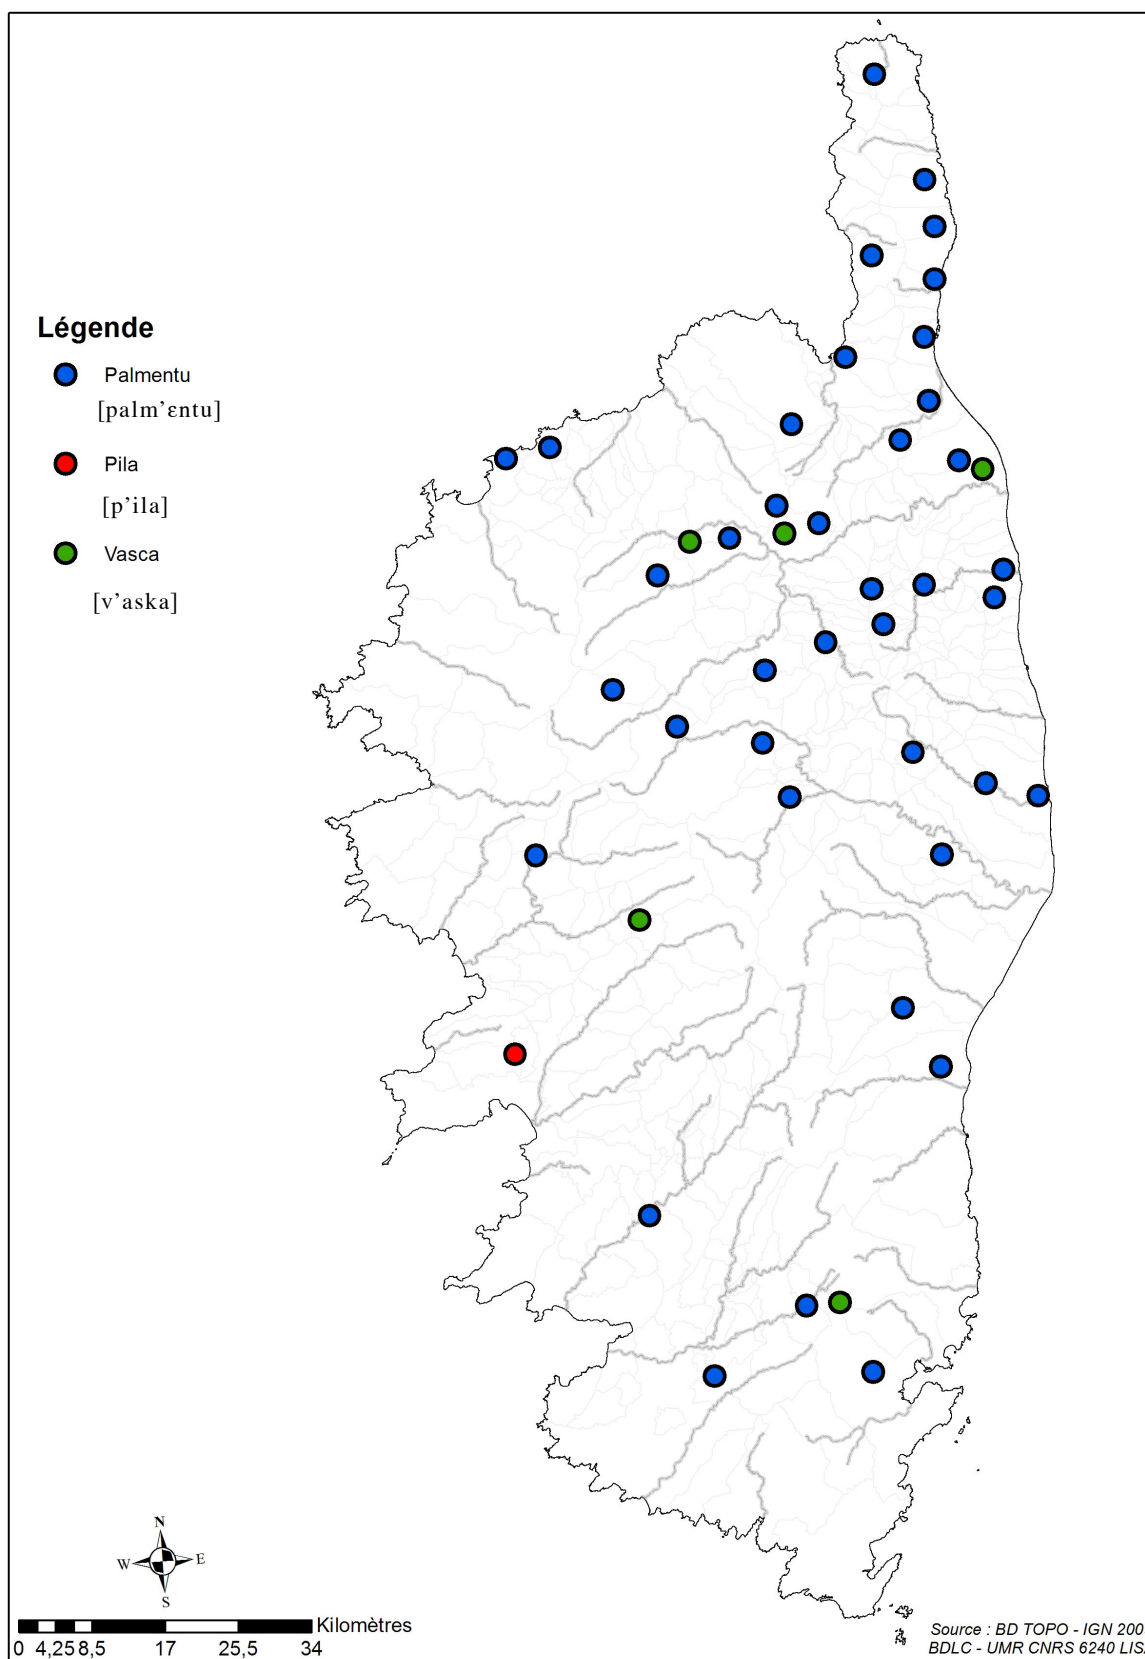 Légende
Palmentu
[palm'ɛntu]
Pila
[p'ila]
Vasca
[v'aska]
N
W E
S
Kilomètres
0 4,25 8,5 17 25,5 34
Source : BD TOPO - IGN 200
BDLC - UMR CNRS 6240 LIS